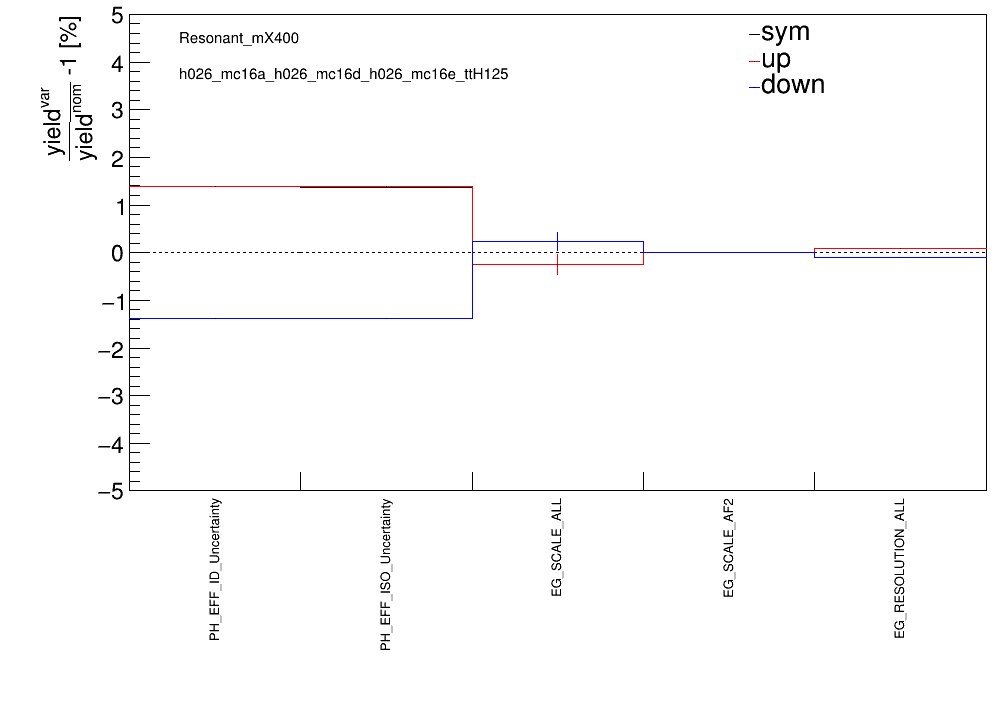 yield^var
yield^nom -1 [%]
Resonant_mX400
h026_mc16a_h026_mc16d_h026_mc16e_ttH125
sym
up
down
5
4
3
2
1
0
−1
−2
−3
−4
−5
PH_EFF_ID_Uncertainty
PH_EFF_ISO_Uncertainty
EG_SCALE_ALL
EG_SCALE_AF2
EG_RESOLUTION_ALL